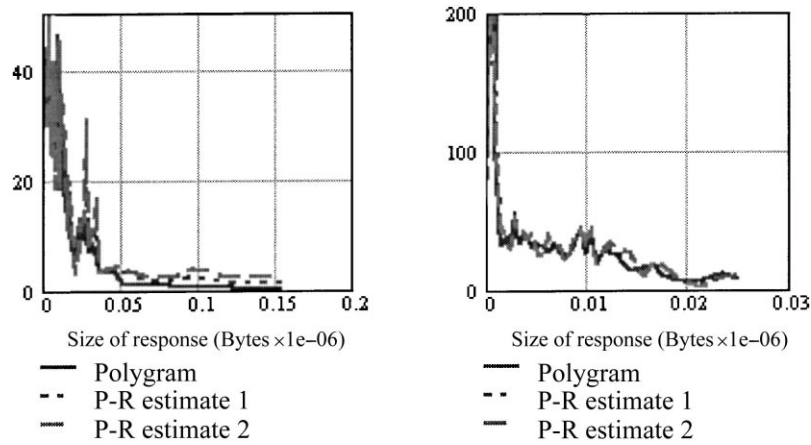 40
20
0
0
0.05
0.1
0.15
0.2
Size of response (Bytes ×1e−06)
Polygram
P-R estimate 1
P-R estimate 2
200
100
0
0
0.01
0.02
0.03
Size of response (Bytes ×1e−06)
Polygram
P-R estimate 1
P-R estimate 2